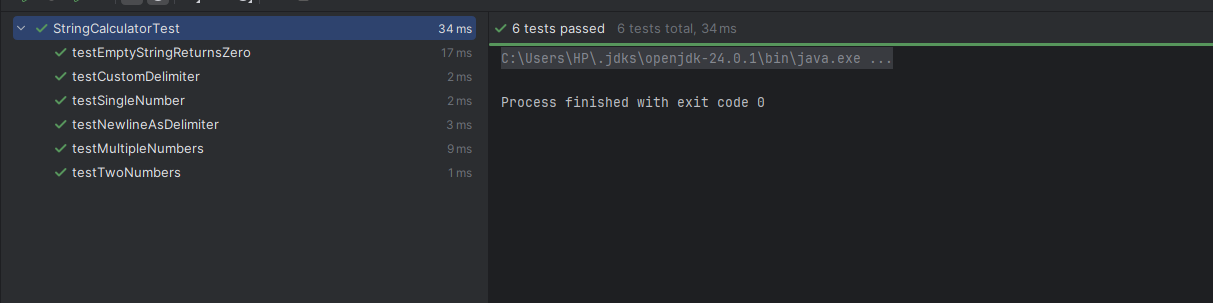 StringCalculatorTest 34 ms
testEmptyStringReturnsZero 17 ms
testCustomDelimiter 2 ms
testSingleNumber 2 ms
testNewlineAsDelimiter 3 ms
testMultipleNumbers 9 ms
testTwoNumbers 1 ms
6 tests passed 6 tests total, 34 ms
C:\Users\HP\.jdks\openjdk-24.0.1\bin\java.exe ...
Process finished with exit code 0